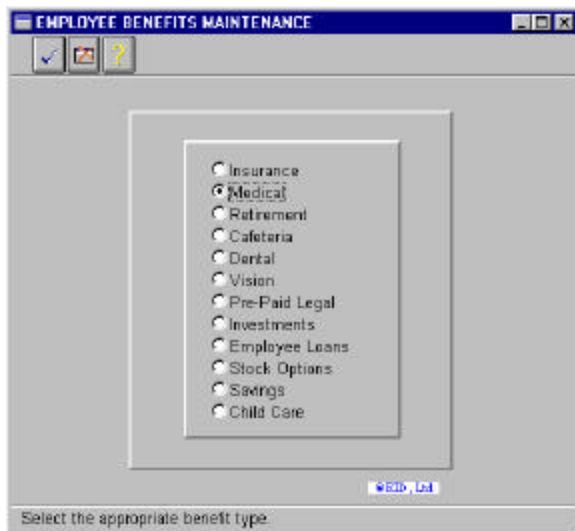 EMPLOYEE BENEFITS MAINTENANCE
?
Insurance
Medical
Retirement
Cafeteria
Dental
Vision
Pre-Paid Legal
Investments
Employee Loans
Stock Options
Savings
Child Care
Ltd
Select the appropriate benefit type.